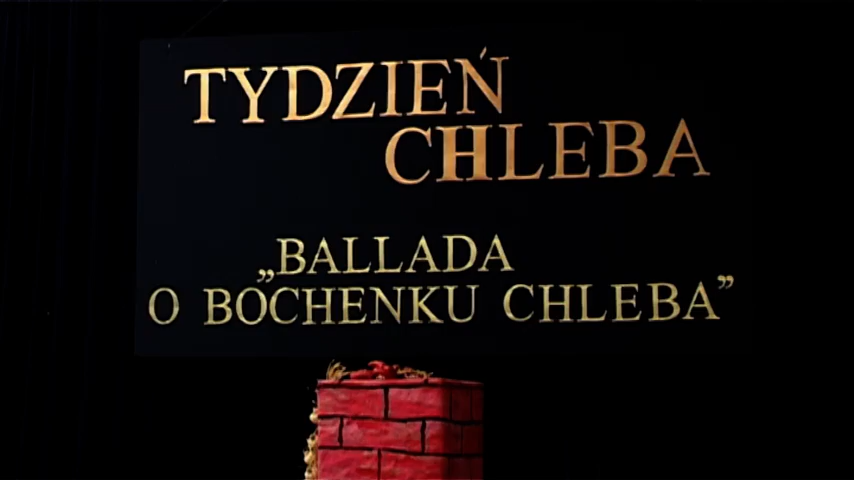 TYDZIEŃ
CHLEBA
„BALLADA
O BOCHENKU CHLEBA”